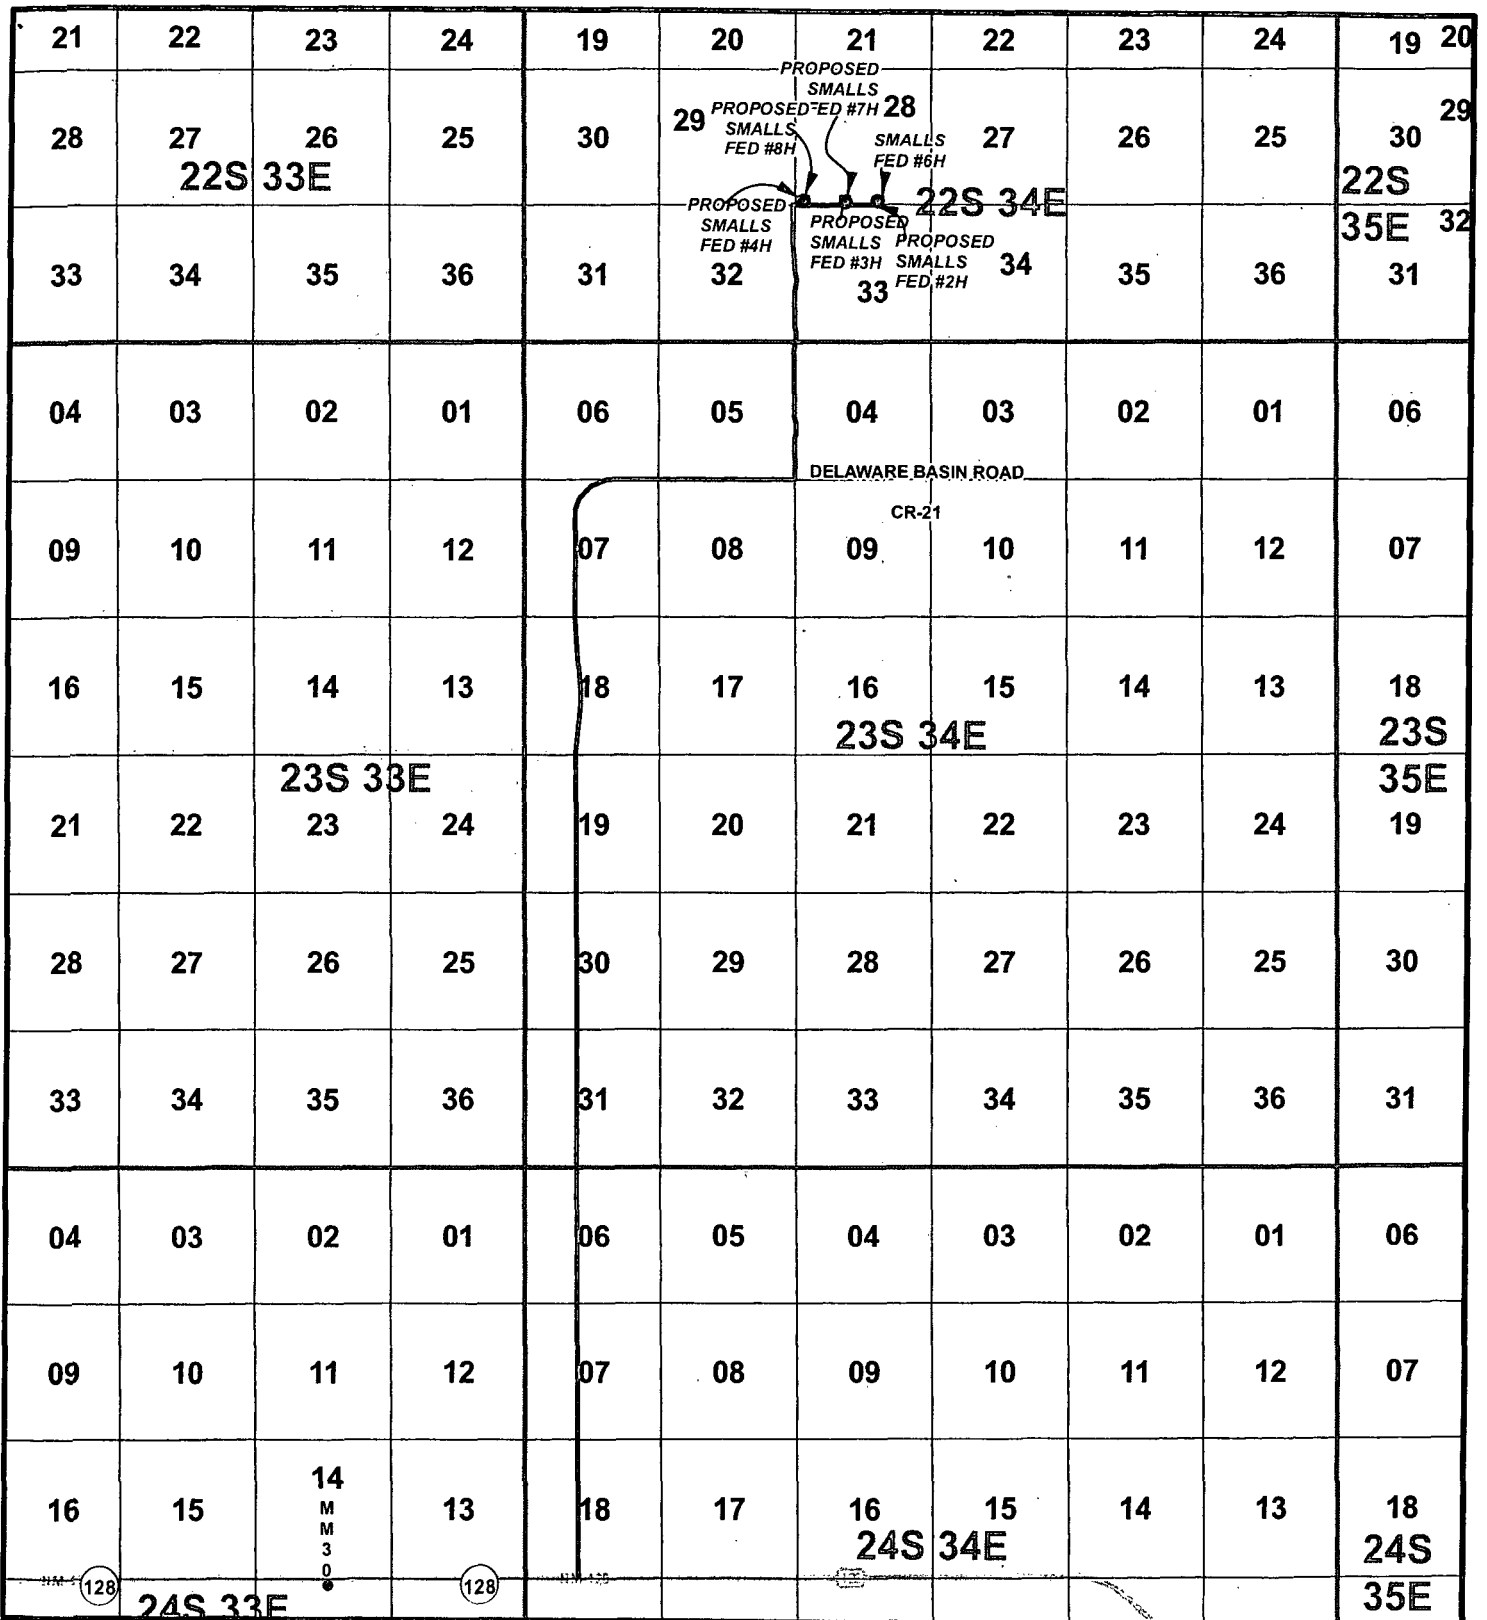 21 22 23 24 19 20 21 22 23 24 19 20
PROPOSED
SMALLS
FED #7H
28 27 26 25 30 29 28 27 26 25 30 29
PROPOSED
SMALLS
FED #8H
SMALLS
FED #6H
22S 33E
22S 34E
22S
35E
32
PROPOSED
SMALLS
FED #4H
PROPOSED
SMALLS
FED #3H
PROPOSED
SMALLS
FED #2H
33 34 35 36 31 32 33 34 35 36 31
04 03 02 01 06 05 04 03 02 01 06
DELAWARE BASIN ROAD
CR-21
09 10 11 12 07 08 09 10 11 12 07
16 15 14 13 18 17 16 15 14 13 18
23S 34E
23S
23S 33E
35E
21 22 23 24 19 20 21 22 23 24 19
28 27 26 25 30 29 28 27 26 25 30
33 34 35 36 31 32 33 34 35 36 31
04 03 02 01 06 05 04 03 02 01 06
09 10 11 12 07 08 09 10 11 12 07
16 15 14 13 18 17 16 15 14 13 18
M
M
3
0
24S 34E
24S
128 128
24S 33E
35E